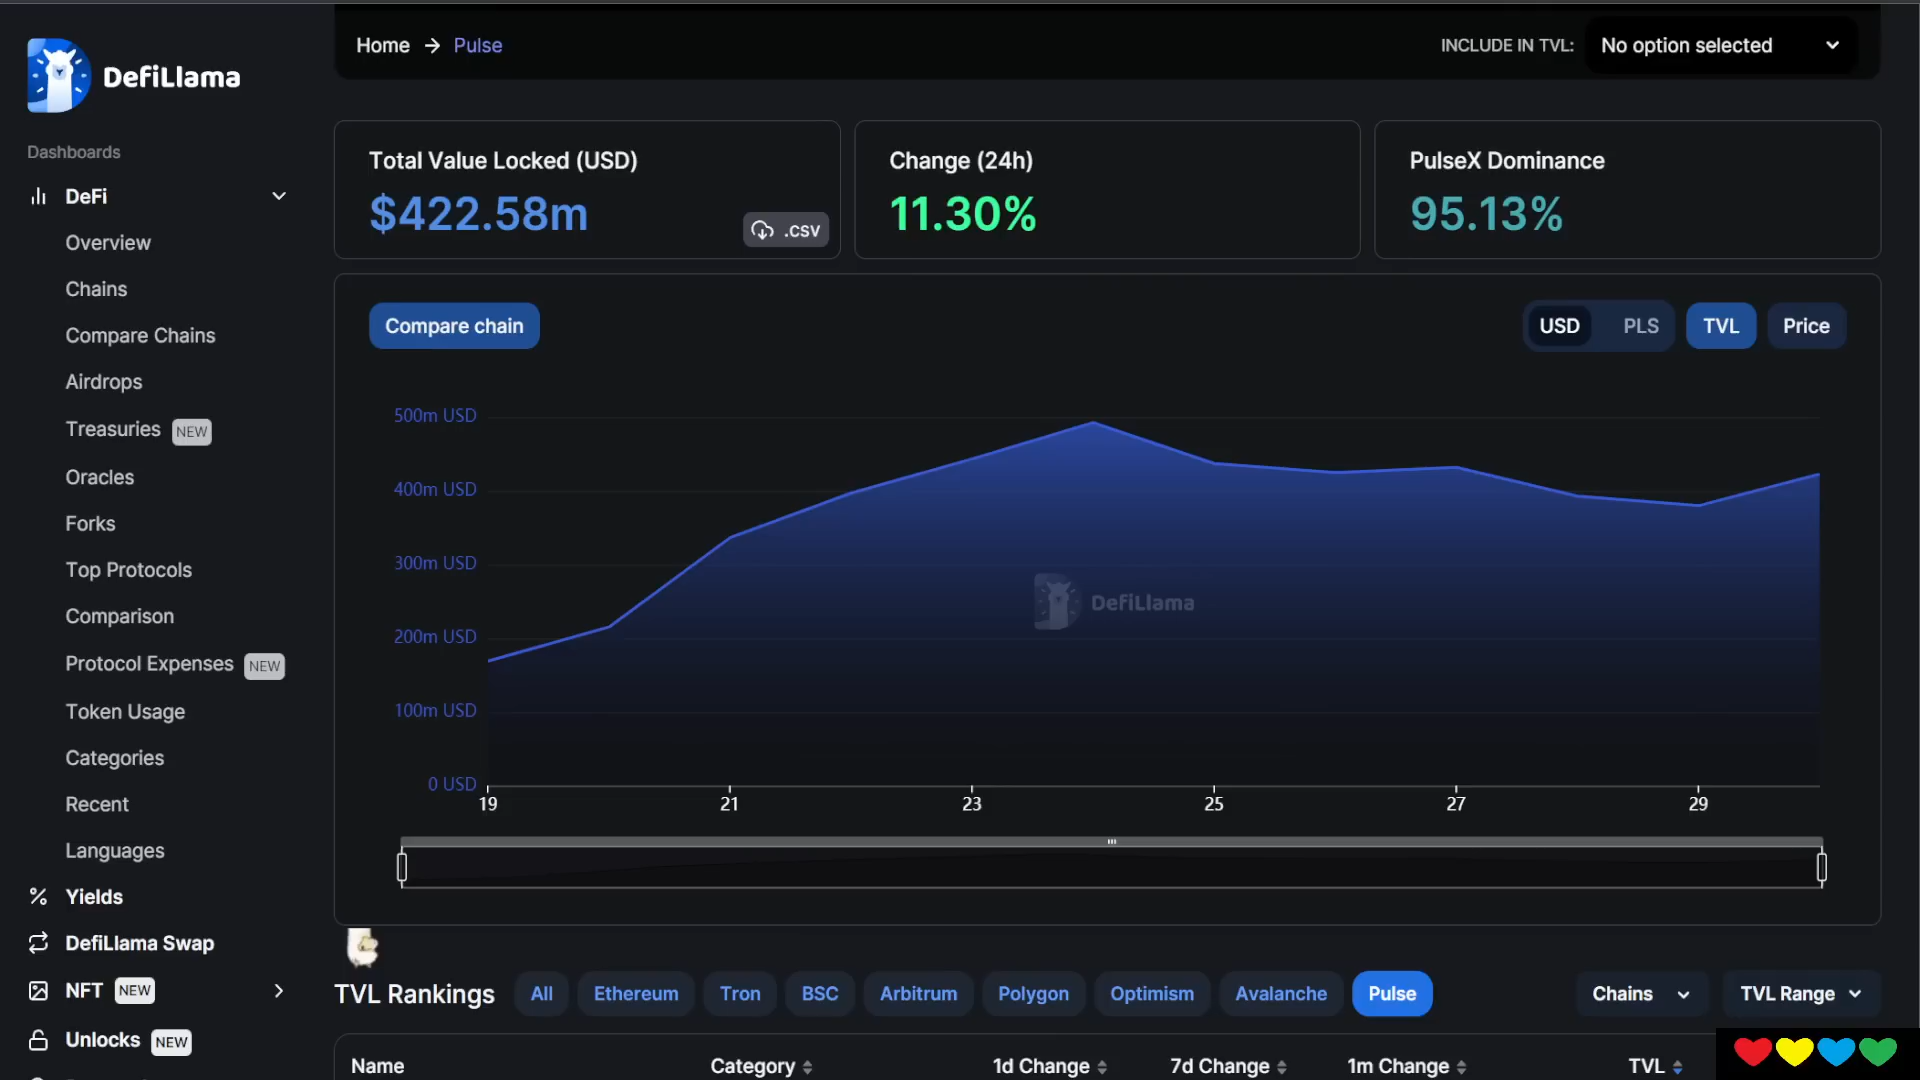 Home → Pulse
INCLUDE IN TVL: No option selected
DefiLlama
Dashboards
DeFi
Overview
Chains
Compare Chains
Airdrops
Treasuries NEW
Oracles
Forks
Top Protocols
Comparison
Protocol Expenses NEW
Token Usage
Categories
Recent
Languages
Yields
DefiLlama Swap
NFT NEW
Unlocks NEW
Total Value Locked (USD)
$422.58m
.csv
Change (24h)
11.30%
PulseX Dominance
95.13%
Compare chain
USD PLS TVL Price
500m USD
400m USD
300m USD
200m USD
100m USD
0 USD
DefiLlama
19 21 23 25 27 29
TVL Rankings All Ethereum Tron BSC Arbitrum Polygon Optimism Avalanche Pulse Chains TVL Range
Name Category 1d Change 7d Change 1m Change TVL